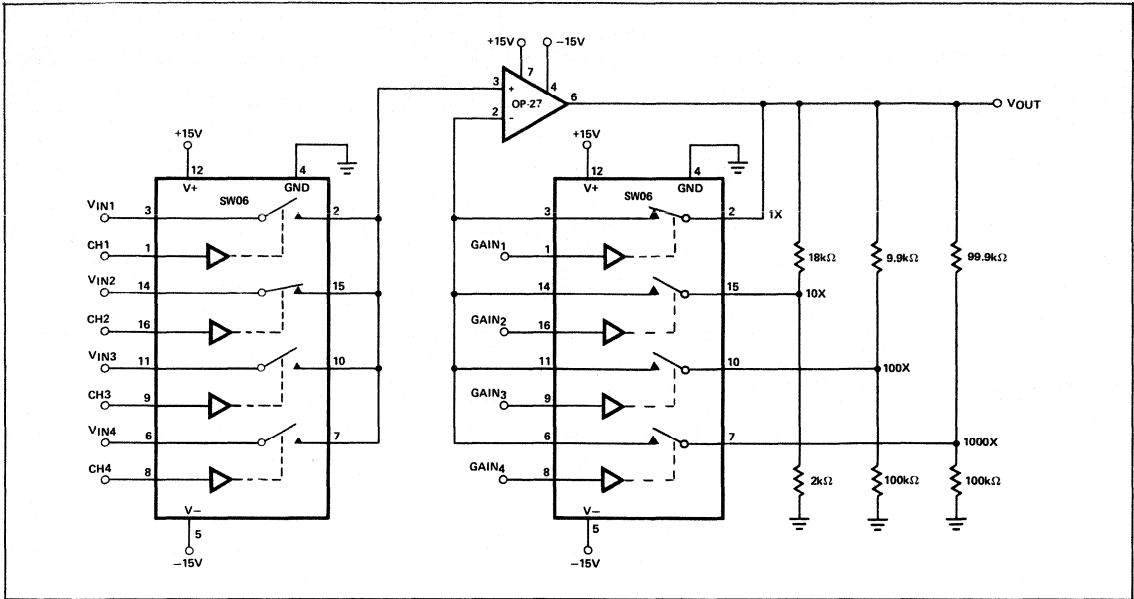 +15V
-15V
7
4
3
+
OP-27
6
2
-
VOUT
+15V
12
4
V+
GND
SW06
VIN1
3
2
CH1
1
VIN2
14
15
CH2
16
VIN3
11
10
CH3
9
VIN4
6
7
CH4
8
V-
5
-15V
+15V
12
4
V+
GND
SW06
3
2
1X
GAIN1
1
14
15
10X
GAIN2
16
11
10
100X
GAIN3
9
6
7
1000X
GAIN4
8
V-
5
-15V
18kΩ
9.9kΩ
99.9kΩ
2kΩ
100kΩ
100kΩ